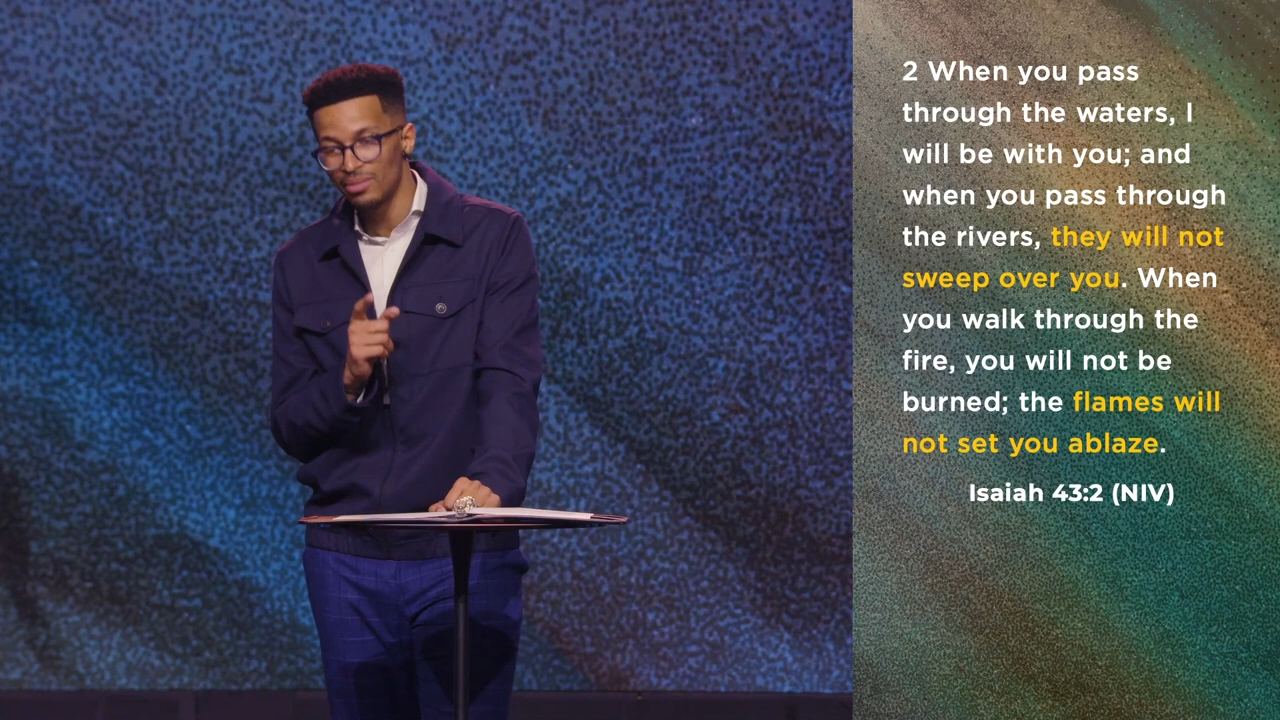 2 When you pass
through the waters, I
will be with you; and
when you pass through
the rivers, they will not
sweep over you. When
you walk through the
fire, you will not be
burned; the flames will
not set you ablaze.
Isaiah 43:2 (NIV)